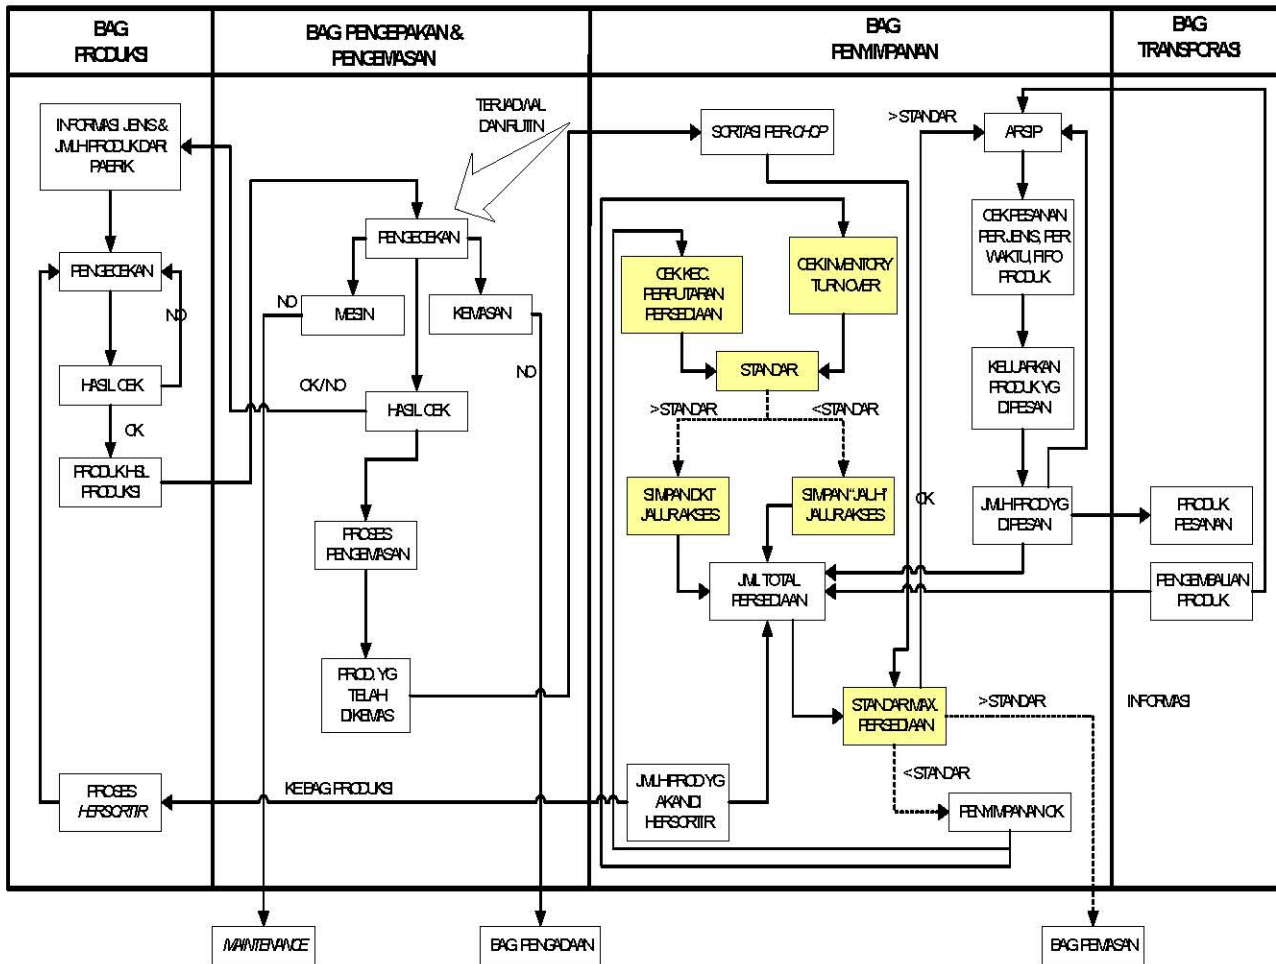 BAG
PRODUKSI
BAG PENGEPAKAN &
PENGEMASAN
BAG
PENYIMPANAN
BAG
TRANSPORASI
INFORMASI JENIS &
JMLH PRODUK DARI
PABRIK
PENGECEKAN
NO
HASIL CEK
OK
PRODUK HSL
PRODUKSI
PROSES
HERSORTIR
TERJADWAL
DAN RUTIN
PENGECEKAN
NO
MESIN
KEMASAN
NO
OK/NO
HASIL CEK
PROSES
PENGEMASAN
PROD. YG
TELAH
DIKEMAS
KE BAG PRODUKSI
SORTASI PER-CHOP
CEK KEC.
PERPUTARAN
PERSEDIAAN
CEK INVENTORY
TURN OVER
STANDAR
>STANDAR
<STANDAR
SIMPAN DKT
JALUR AKSES
SIMPAN "JAUH"
JALUR AKSES
JML TOTAL
PERSEDIAAN
STANDAR MAX.
PERSEDIAAN
>STANDAR
<STANDAR
JMLH PROD YG
AKAN DI
HERSORTIR
PENYIMPANAN OK
>STANDAR
ARSIP
CEK PESANAN
PER JENIS, PER
WAKTU, FIFO
PRODUK
KELUARKAN
PRODUK YG
DIPESAN
OK
JMLH PROD YG
DIPESAN
PRODUK
PESANAN
PENGEMBALIAN
PRODUK
INFORMASI
MAINTENANCE
BAG PENGADAAN
BAG PEMASAN